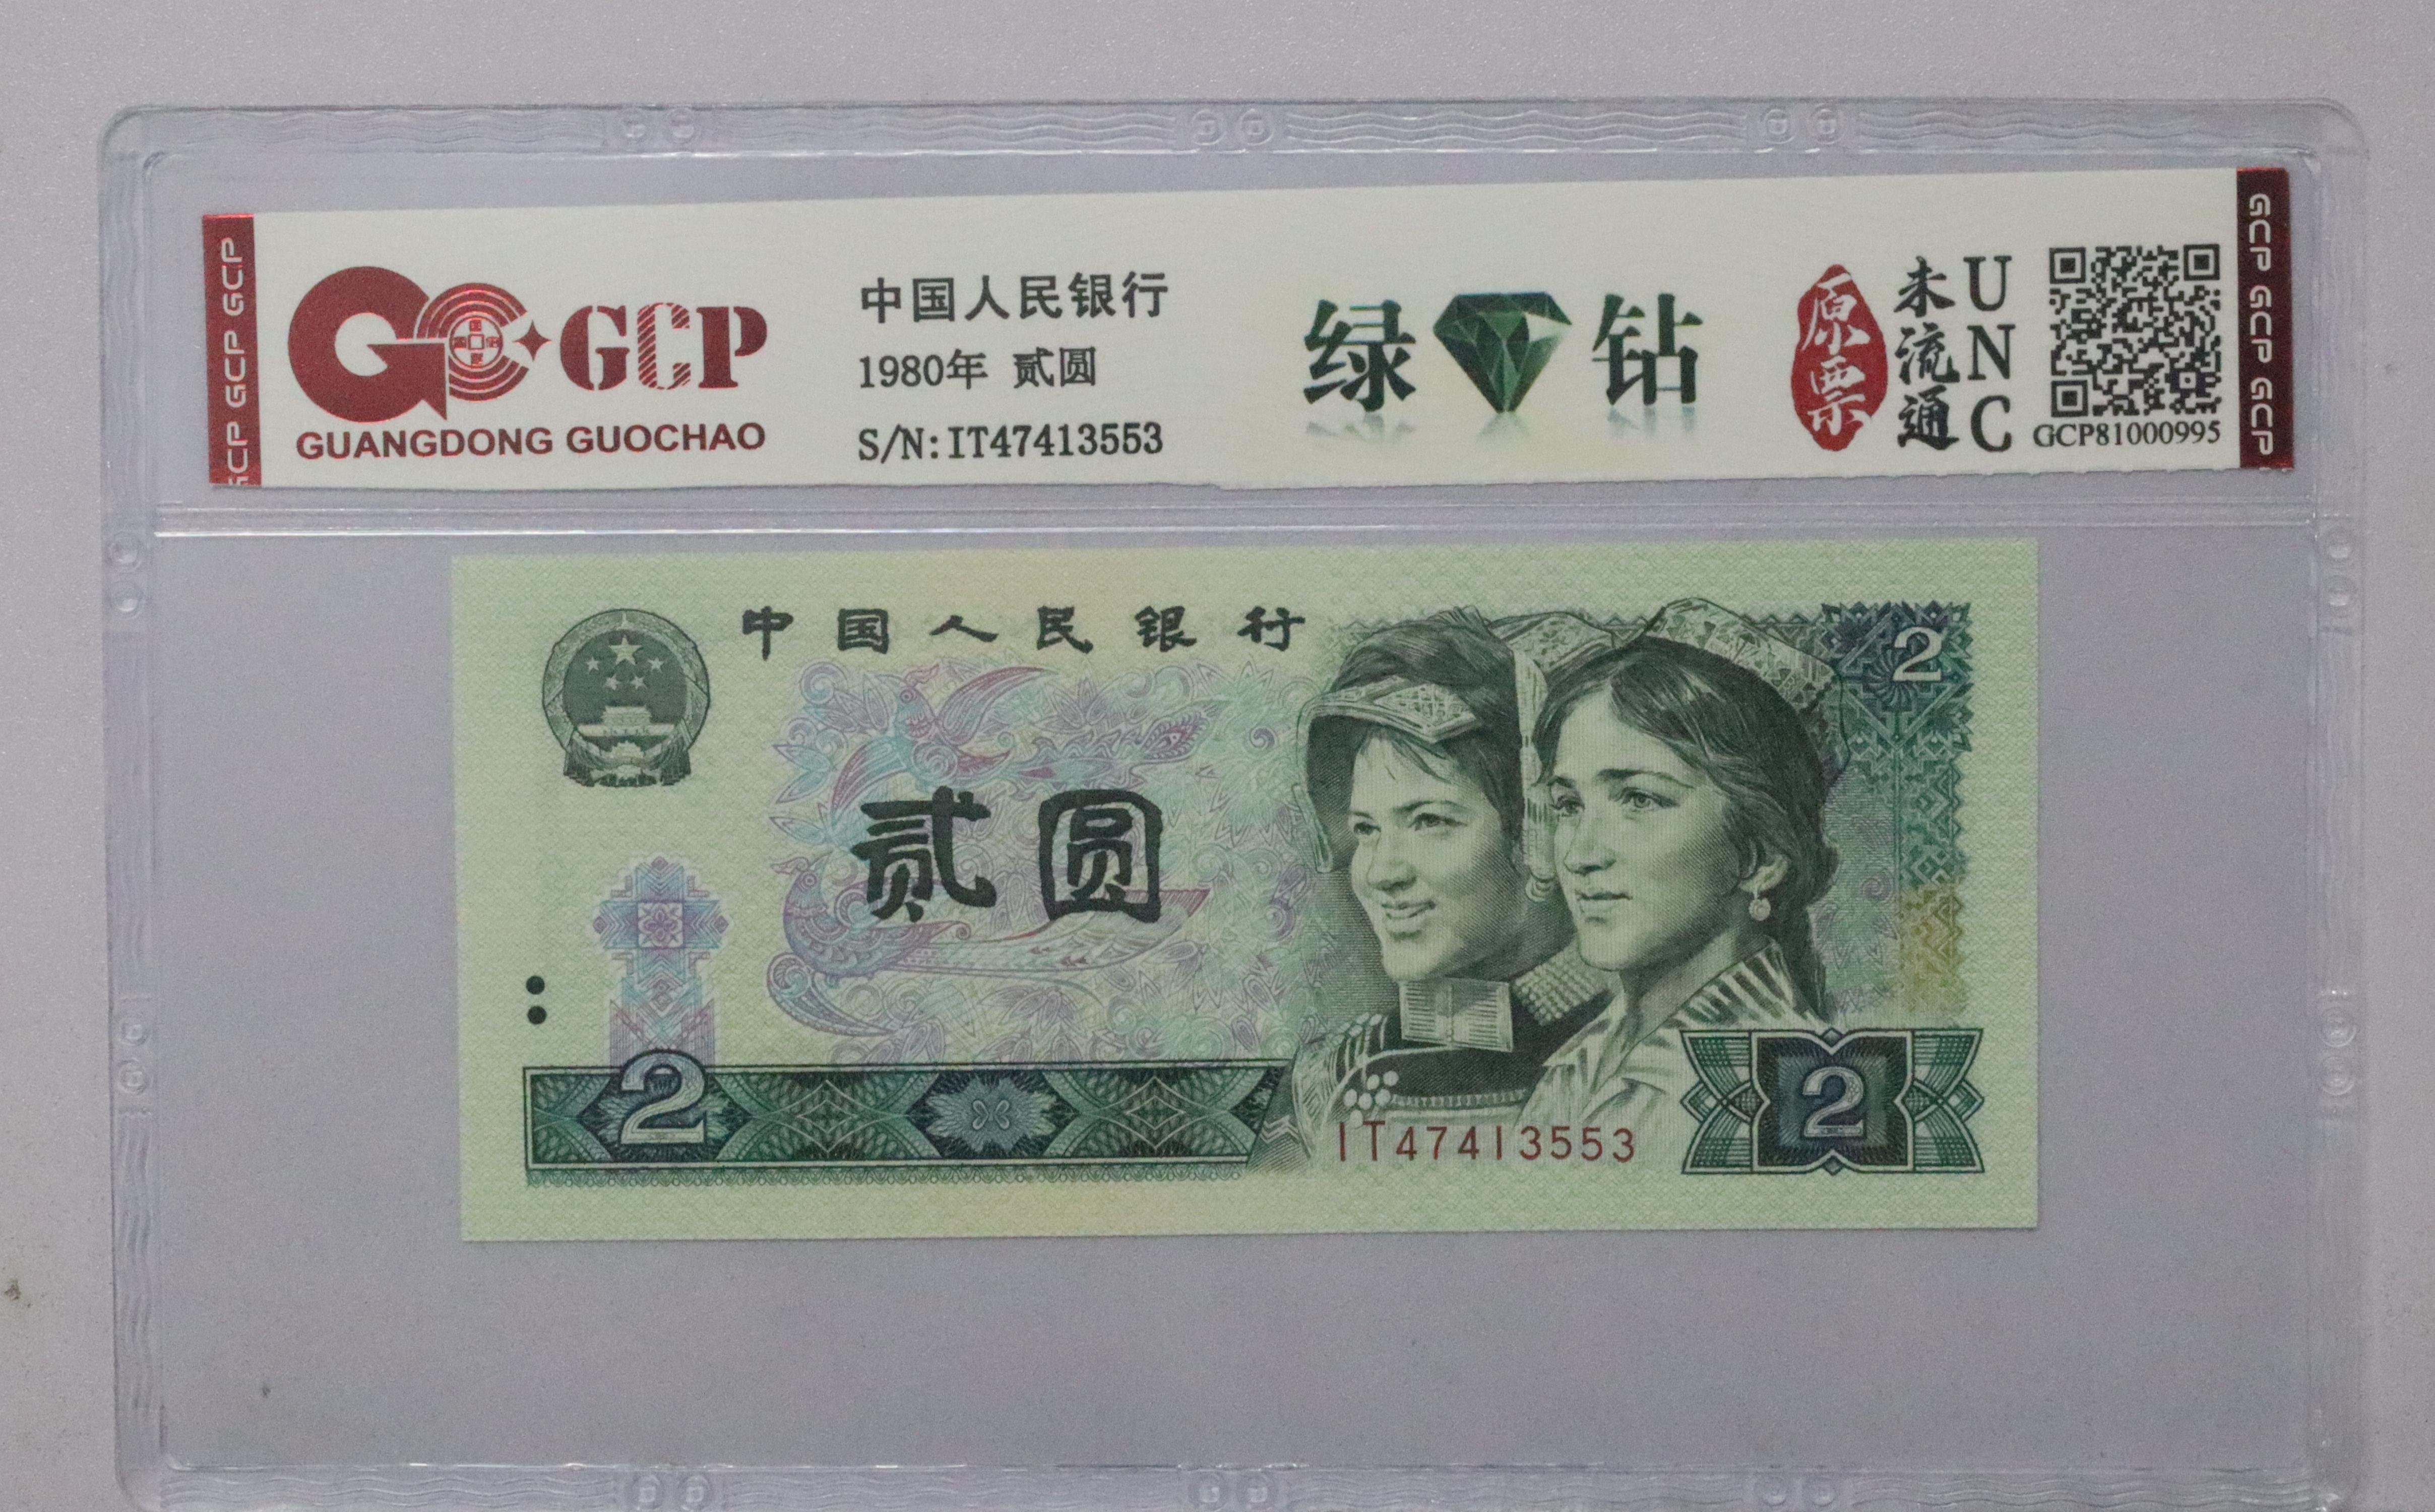 GCP GCP GCP
GCP
GUANGDONG GUOCHAO
中国人民银行
1980年 贰圆
S/N:IT47413553
绿钻
原票
未流通
UNC
GCP81000995
GCP GCP GCP
中国人民银行
2
贰圆
2
2
IT47413553